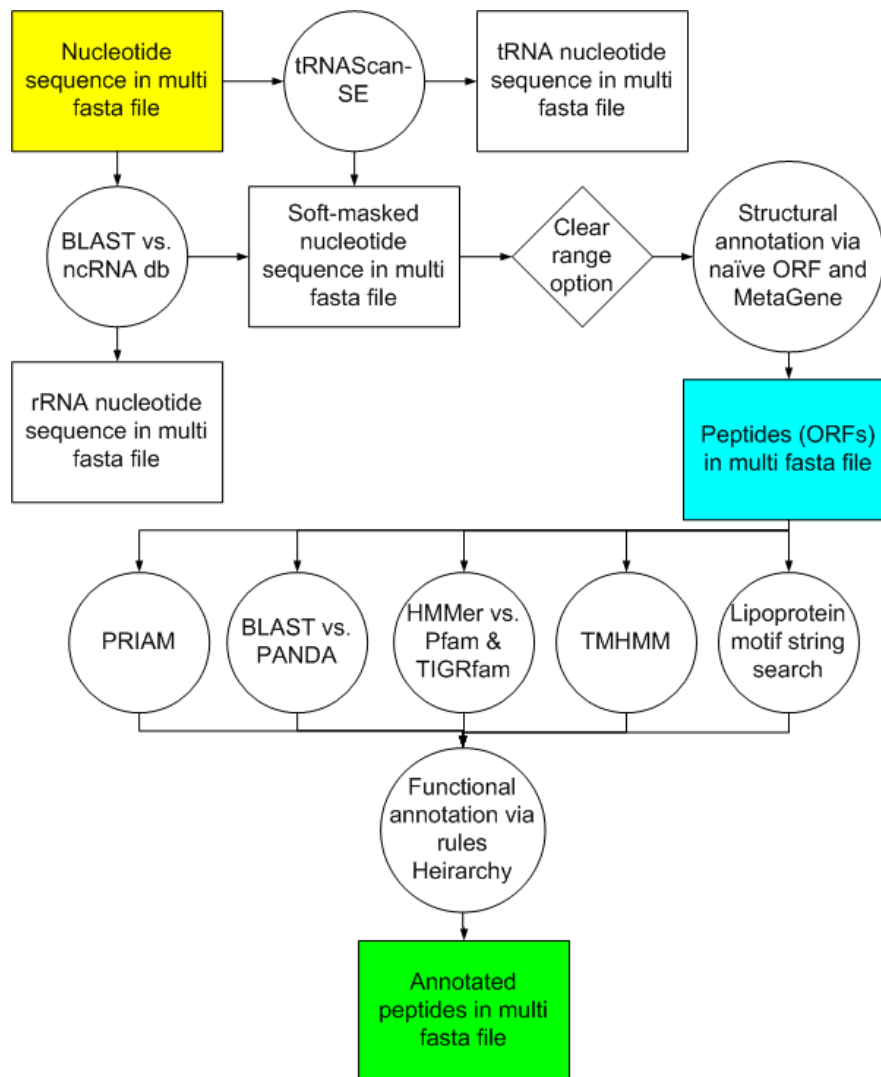 Nucleotide
sequence in multi
fasta file
tRNAScan-
SE
tRNA nucleotide
sequence in multi
fasta file
BLAST vs.
ncRNA db
Soft-masked
nucleotide
sequence in multi
fasta file
Clear
range
option
Structural
annotation via
naïve ORF and
MetaGene
rRNA nucleotide
sequence in multi
fasta file
Peptides (ORFs)
in multi fasta file
PRIAM
BLAST vs.
PANDA
HMMer vs.
Pfam &
TIGRfam
TMHMM
Lipoprotein
motif string
search
Functional
annotation via
rules
Heirarchy
Annotated
peptides in multi
fasta file